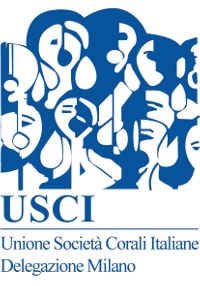 USCI
Unione Società Corali Italiane
Delegazione Milano